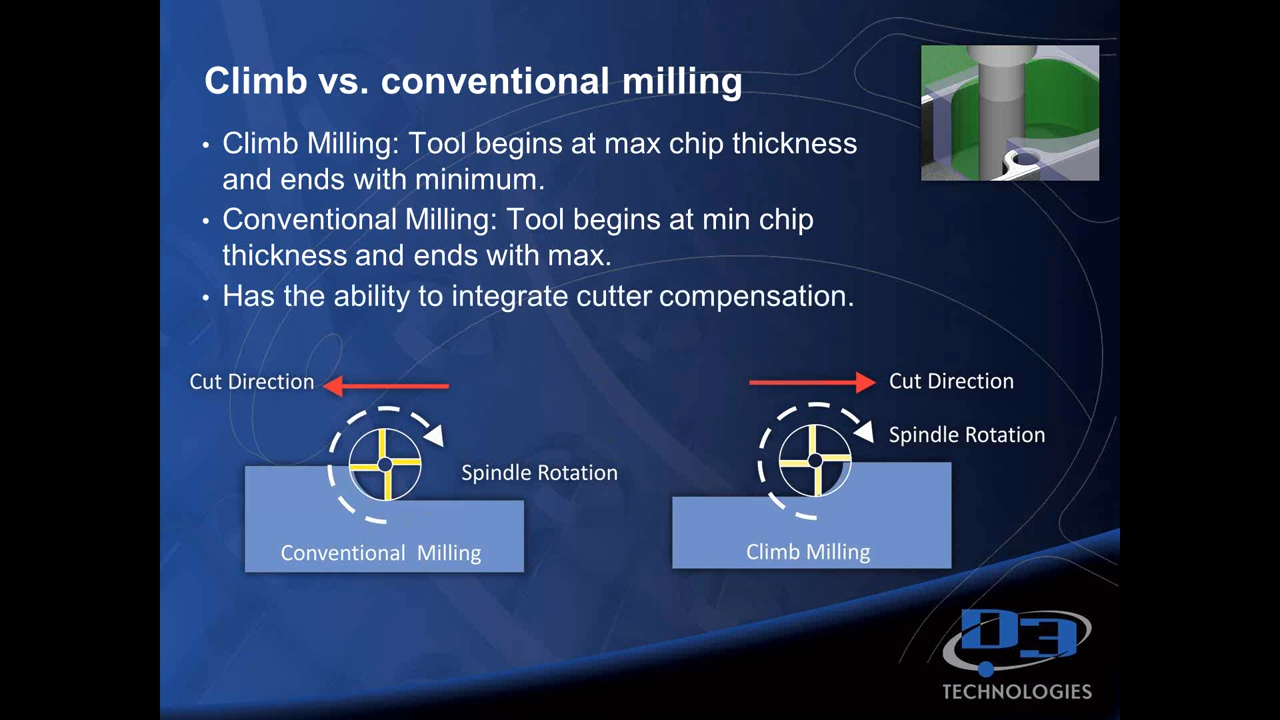 Climb vs. conventional milling
• Climb Milling: Tool begins at max chip thickness
and ends with minimum.
• Conventional Milling: Tool begins at min chip
thickness and ends with max.
• Has the ability to integrate cutter compensation.
Cut Direction
Cut Direction
Spindle Rotation
Spindle Rotation
Conventional Milling
Climb Milling
D3
TECHNOLOGIES